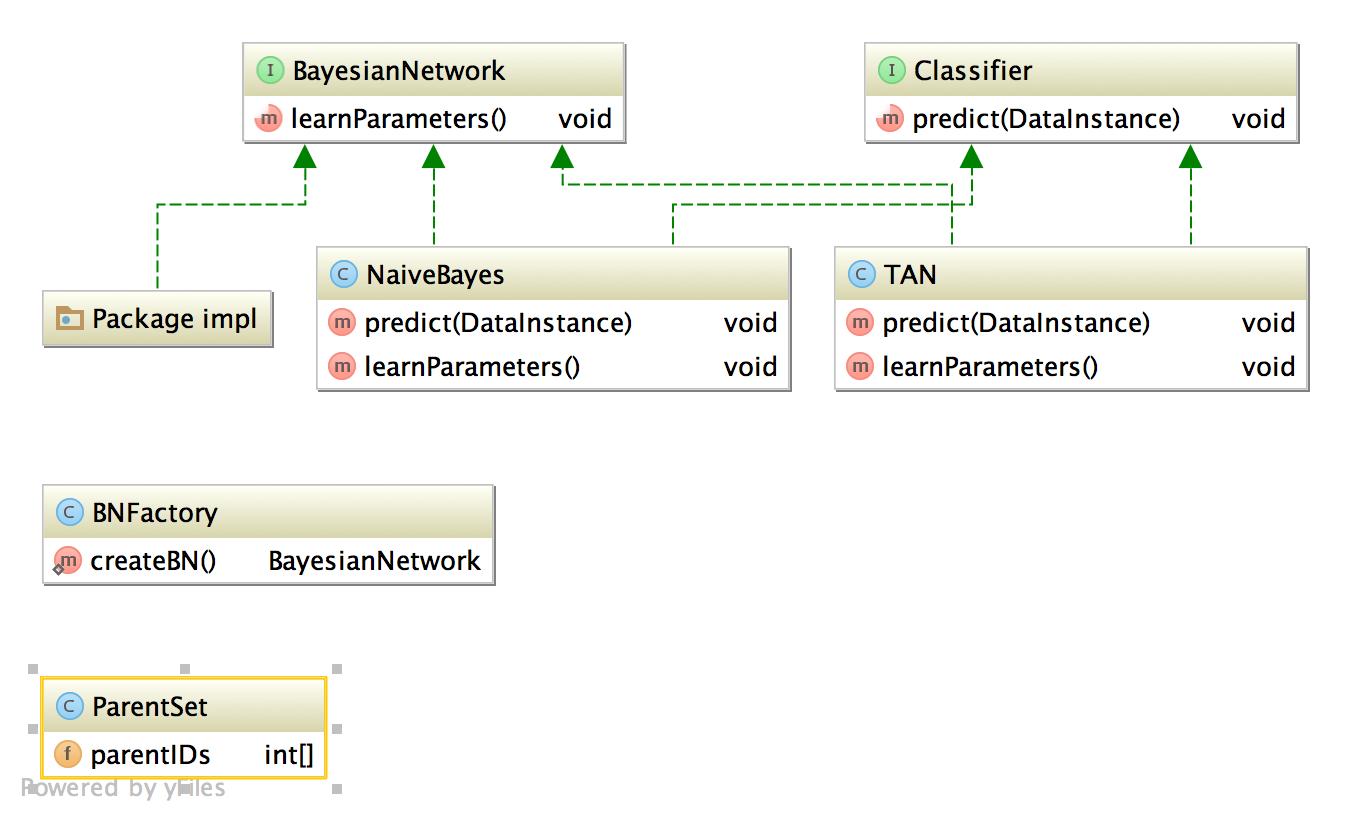 BayesianNetwork
learnParameters() void
Classifier
predict(DataInstance) void
Package impl
NaiveBayes
predict(DataInstance) void
learnParameters() void
TAN
predict(DataInstance) void
learnParameters() void
BNFactory
createBN() BayesianNetwork
ParentSet
parentIDs int[]
Powered by yFiles